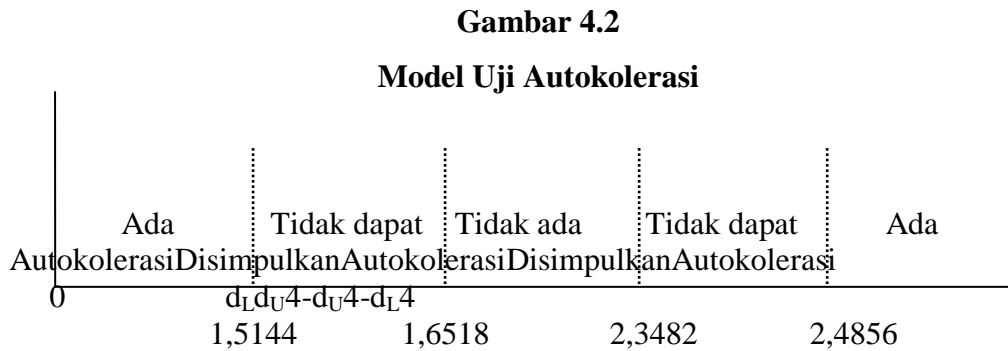 Gambar 4.2
Model Uji Autokolerasi
Ada Tidak dapat Tidak ada Tidak dapat Ada
AutokolerasiDisimpulkanAutokolerasiDisimpulkanAutokolerasi
0 dLdU4-dU4-dL4
1,5144 1,6518 2,3482 2,4856